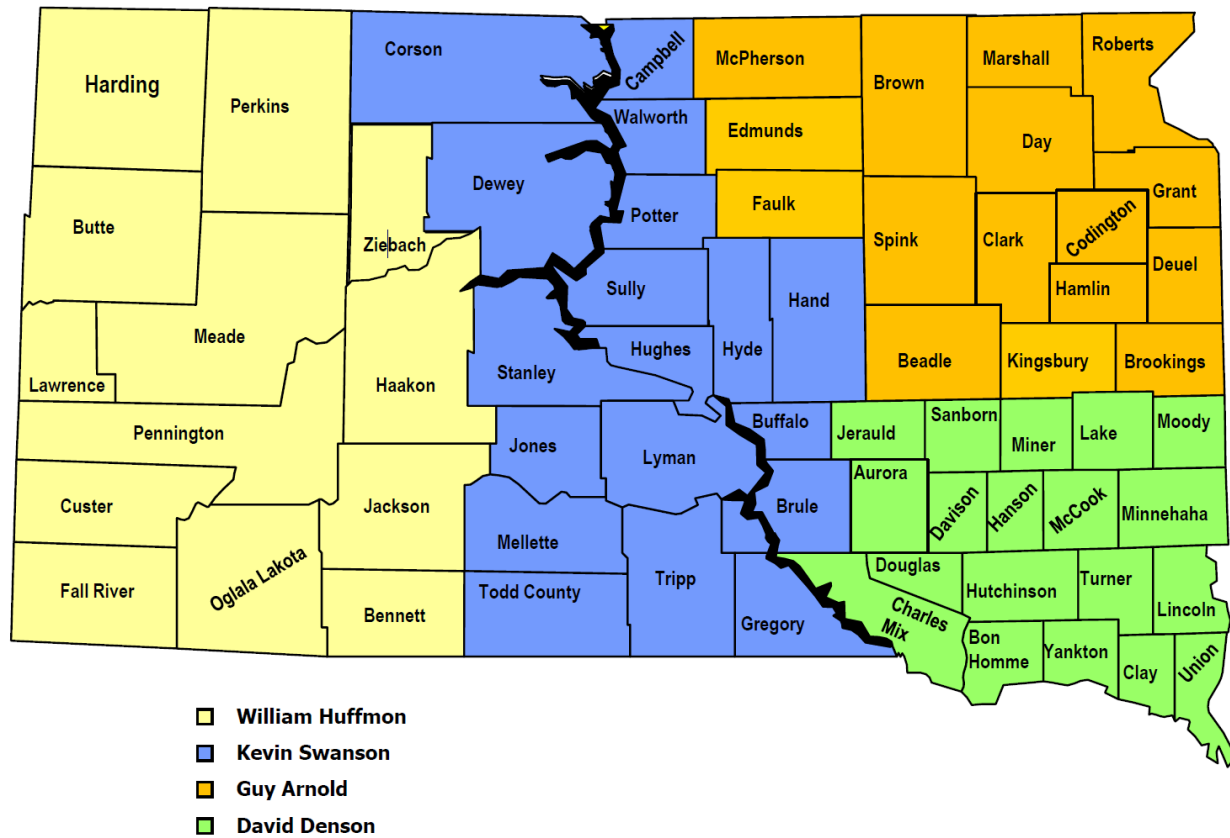 Harding
Perkins
Corson
Campbell
McPherson
Brown
Marshall
Roberts
Walworth
Edmunds
Day
Dewey
Butte
Ziebach
Potter
Faulk
Spink
Clark
Codington
Grant
Deuel
Hamlin
Sully
Hand
Meade
Hughes
Hyde
Lawrence
Haakon
Stanley
Beadle
Kingsbury
Brookings
Pennington
Jones
Lyman
Buffalo
Jerauld
Sanborn
Miner
Lake
Moody
Custer
Jackson
Brule
Aurora
Davison
Hanson
McCook
Minnehaha
Mellette
Fall River
Oglala Lakota
Bennett
Todd County
Tripp
Gregory
Douglas
Charles
Mix
Hutchinson
Turner
Lincoln
Bon
Homme
Yankton
Clay
Union
William Huffmon
Kevin Swanson
Guy Arnold
David Denson